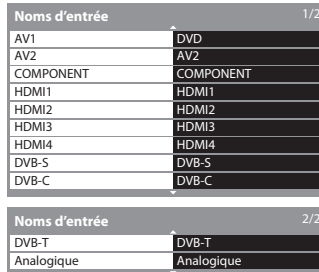 Noms d'entrée 1/2
AV1 DVD
AV2 AV2
COMPONENT COMPONENT
HDMI1 HDMI1
HDMI2 HDMI2
HDMI3 HDMI3
HDMI4 HDMI4
DVB-S DVB-S
DVB-C DVB-C
Noms d'entrée 2/2
DVB-T DVB-T
Analogique Analogique